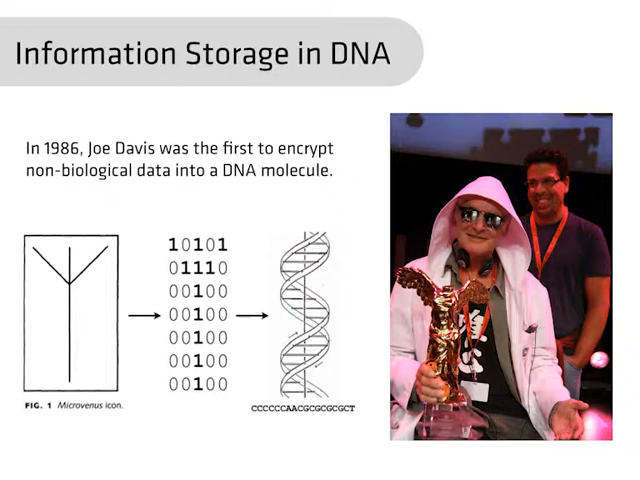 Information Storage in DNA
In 1986, Joe Davis was the first to encrypt
non-biological data into a DNA molecule.
10101
01110
00100
00100
00100
00100
00100
FIG. 1 Microvenus icon.
CCCCCCAACGCGCGCGCT